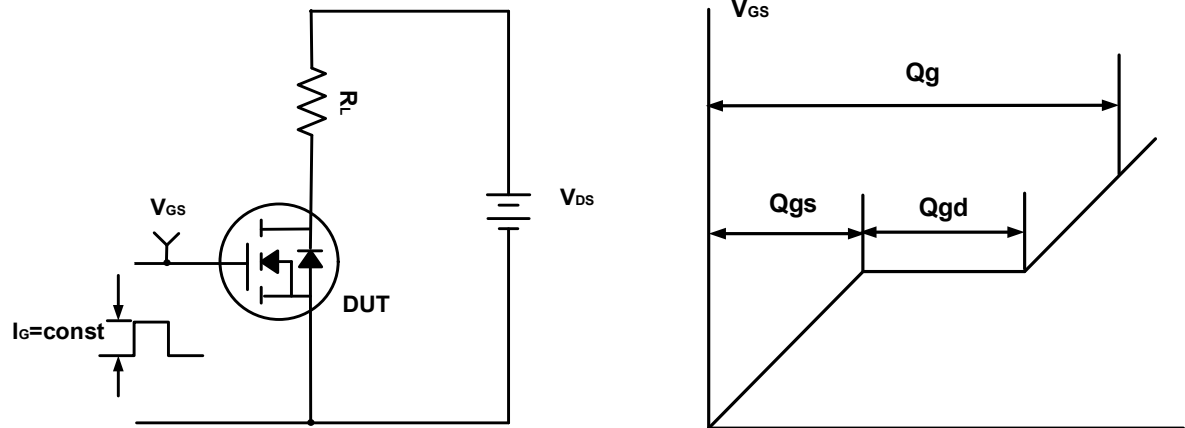 RL
VGS
VDS
DUT
IG=const
VGS
Qg
Qgs
Qgd